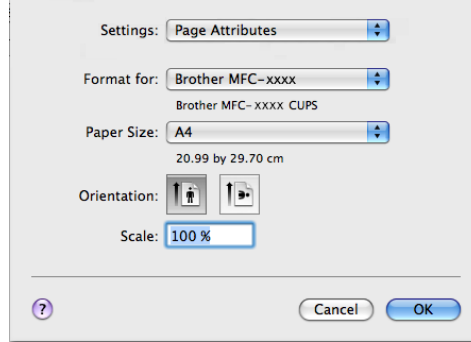 Settings: Page Attributes
Format for: Brother MFC-xxxx
Brother MFC- XXXX CUPS
Paper Size: A4
20.99 by 29.70 cm
Orientation:
Scale: 100 %
? Cancel OK